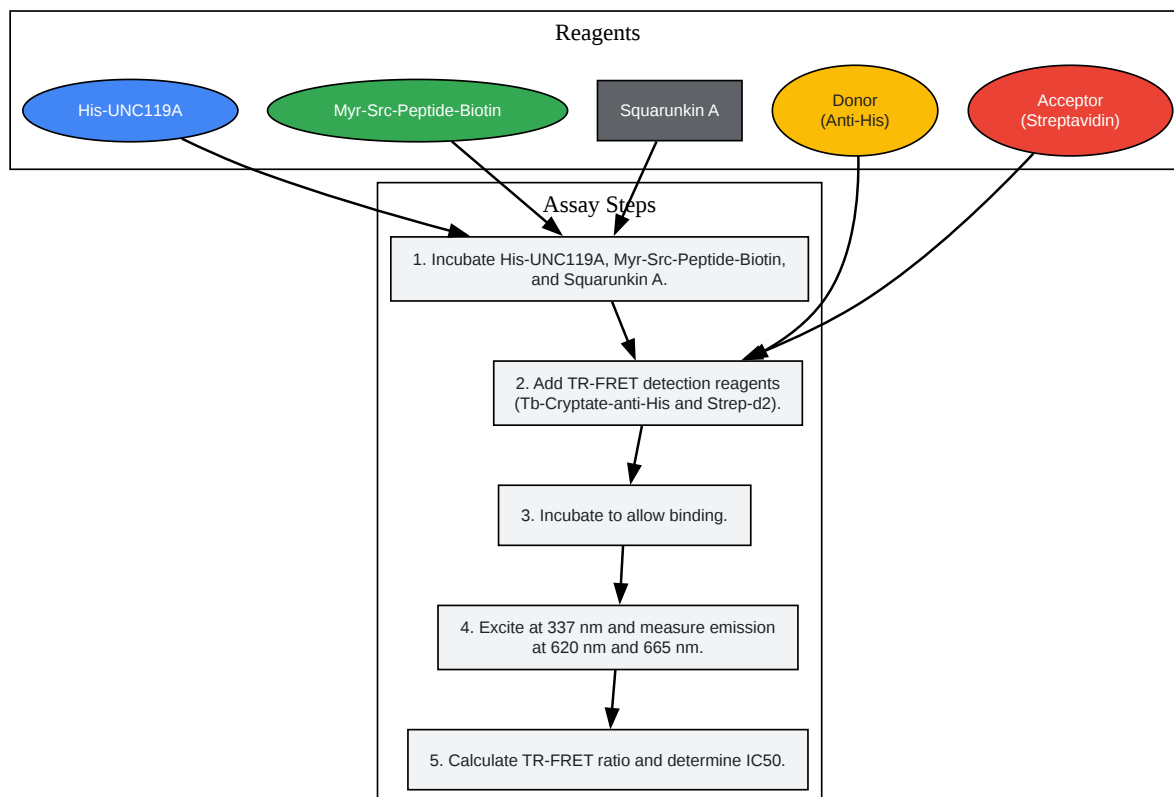 Reagents
His-UNC119A
Myr-Src-Peptide-Biotin
Squarunkin A
Donor
(Anti-His)
Acceptor
(Streptavidin)
Assay Steps
1. Incubate His-UNC119A, Myr-Src-Peptide-Biotin,
and Squarunkin A.
2. Add TR-FRET detection reagents
(Tb-Cryptate-anti-His and Strep-d2).
3. Incubate to allow binding.
4. Excite at 337 nm and measure emission
at 620 nm and 665 nm.
5. Calculate TR-FRET ratio and determine IC50.